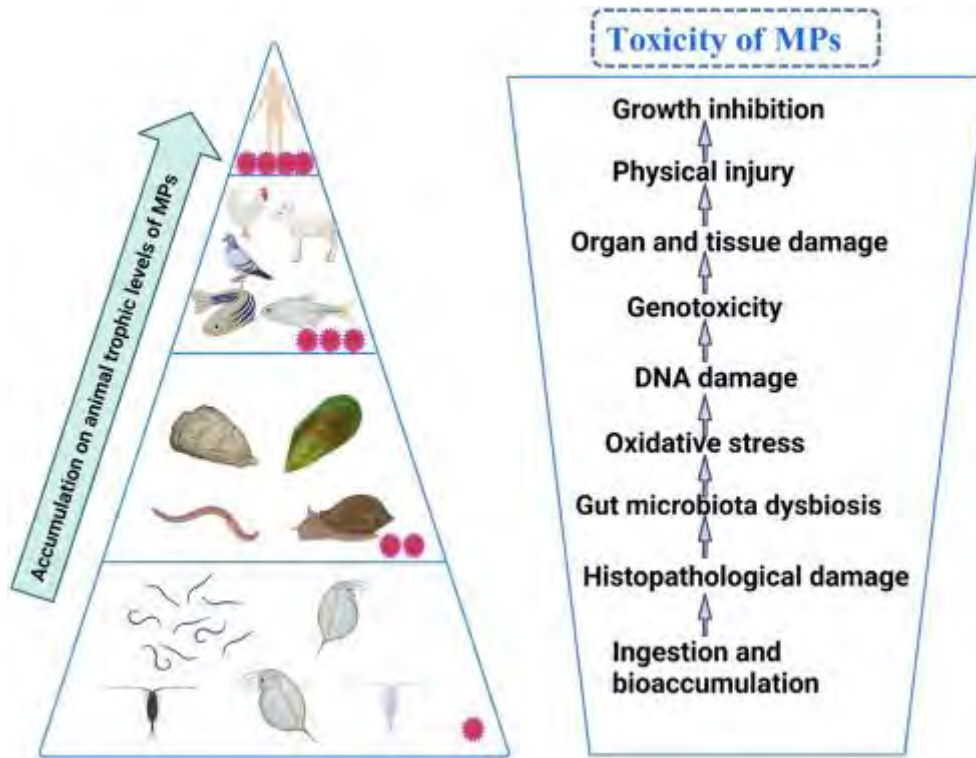 Accumulation on animal trophic levels of MPs
Toxicity of MPs
Growth inhibition
Physical injury
Organ and tissue damage
Genotoxicity
DNA damage
Oxidative stress
Gut microbiota dysbiosis
Histopathological damage
Ingestion and
bioaccumulation